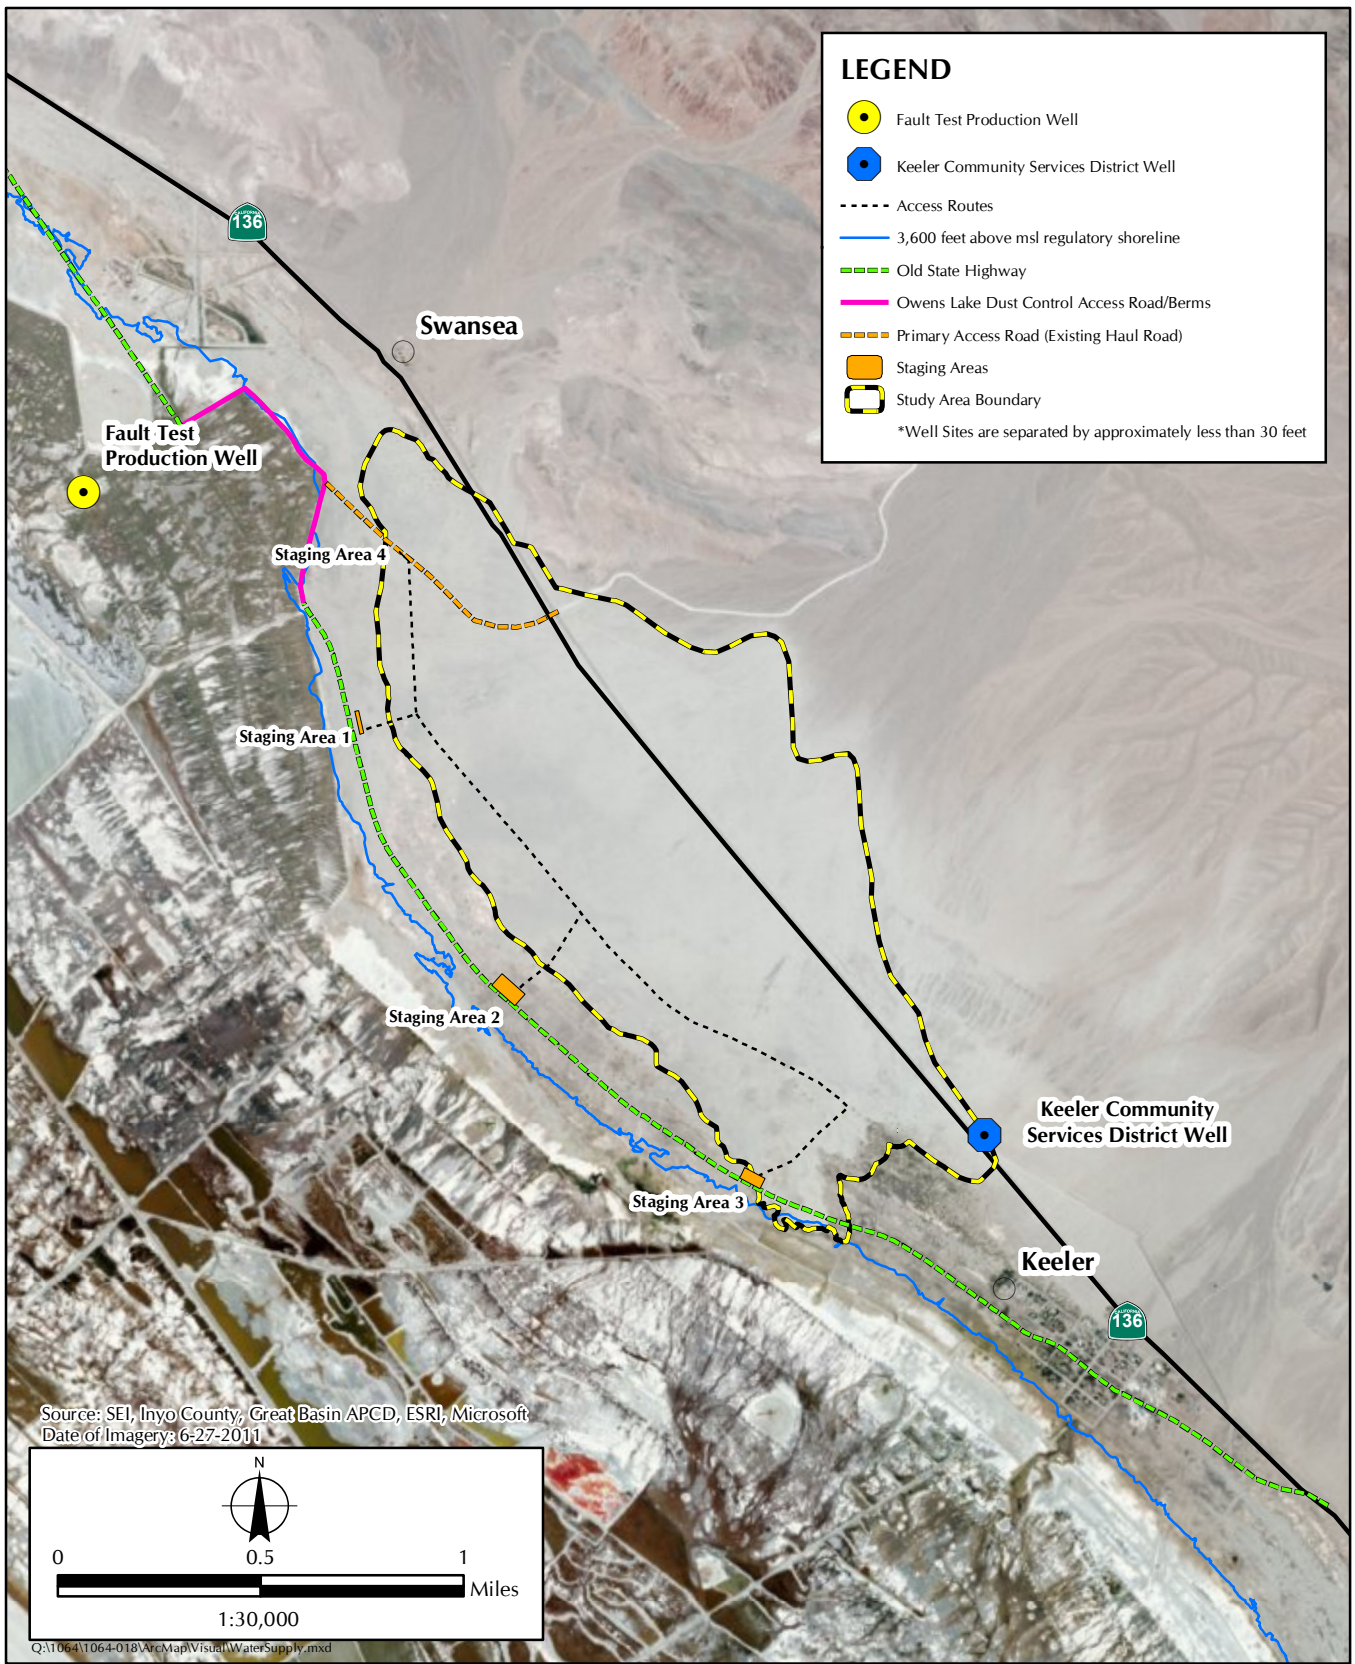 LEGEND
Fault Test Production Well
Keeler Community Services District Well
Access Routes
3,600 feet above msl regulatory shoreline
Old State Highway
Owens Lake Dust Control Access Road/Berms
Primary Access Road (Existing Haul Road)
Staging Areas
Study Area Boundary
*Well Sites are separated by approximately less than 30 feet
CALIFORNIA
136
Swansea
Fault Test
Production Well
Staging Area 4
Staging Area 1
Staging Area 2
Keeler Community
Services District Well
Staging Area 3
Keeler
CALIFORNIA
136
Source: SEI, Inyo County, Great Basin APCD, ESRI, Microsoft
Date of Imagery: 6-27-2011
N
0 0.5 1
Miles
1:30,000
Q:\1064\1064-018\ArcMap\Visual\WaterSupply.mxd